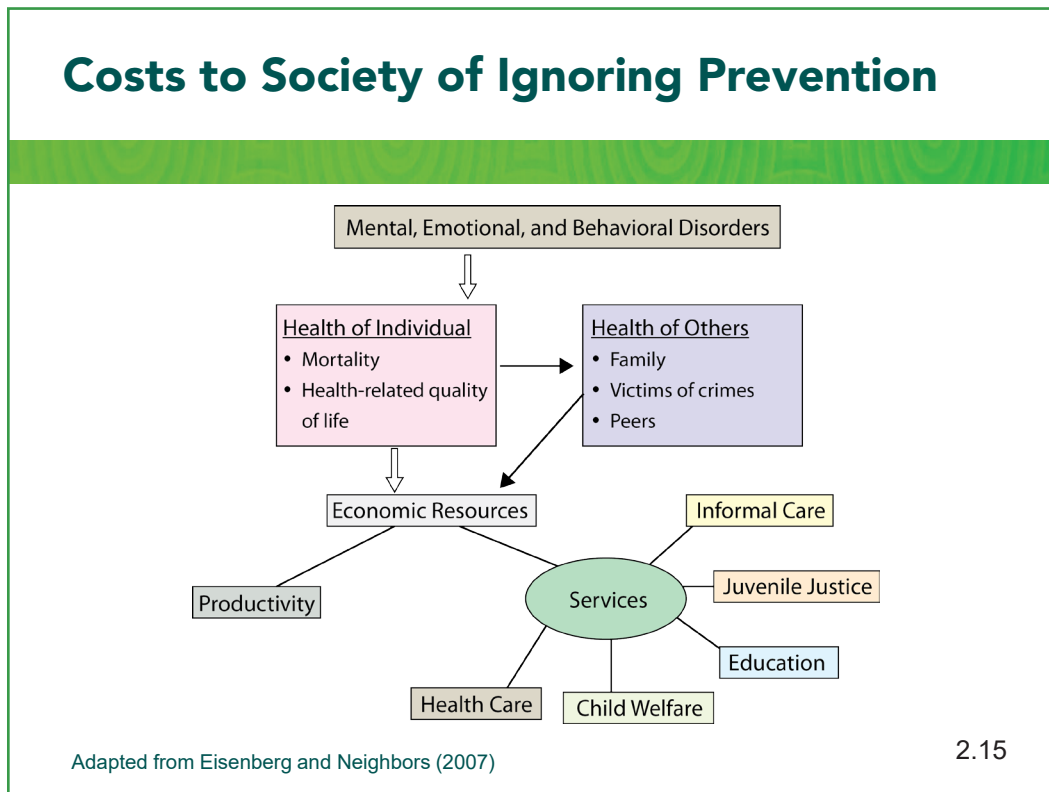 Costs to Society of Ignoring Prevention
Mental, Emotional, and Behavioral Disorders
Health of Individual
• Mortality
• Health-related quality
of life
Health of Others
• Family
• Victims of crimes
• Peers
Economic Resources
Informal Care
Productivity
Services
Juvenile Justice
Education
Health Care
Child Welfare
Adapted from Eisenberg and Neighbors (2007)
2.15